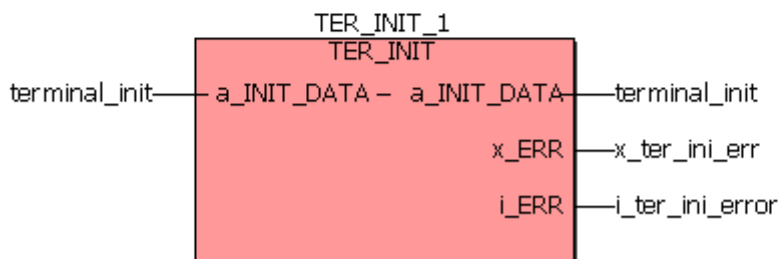 TER_INIT_1
TER_INIT
terminal_init a_INIT_DATA – a_INIT_DATA terminal_init
x_ERR x_ter_ini_err
i_ERR i_ter_ini_error